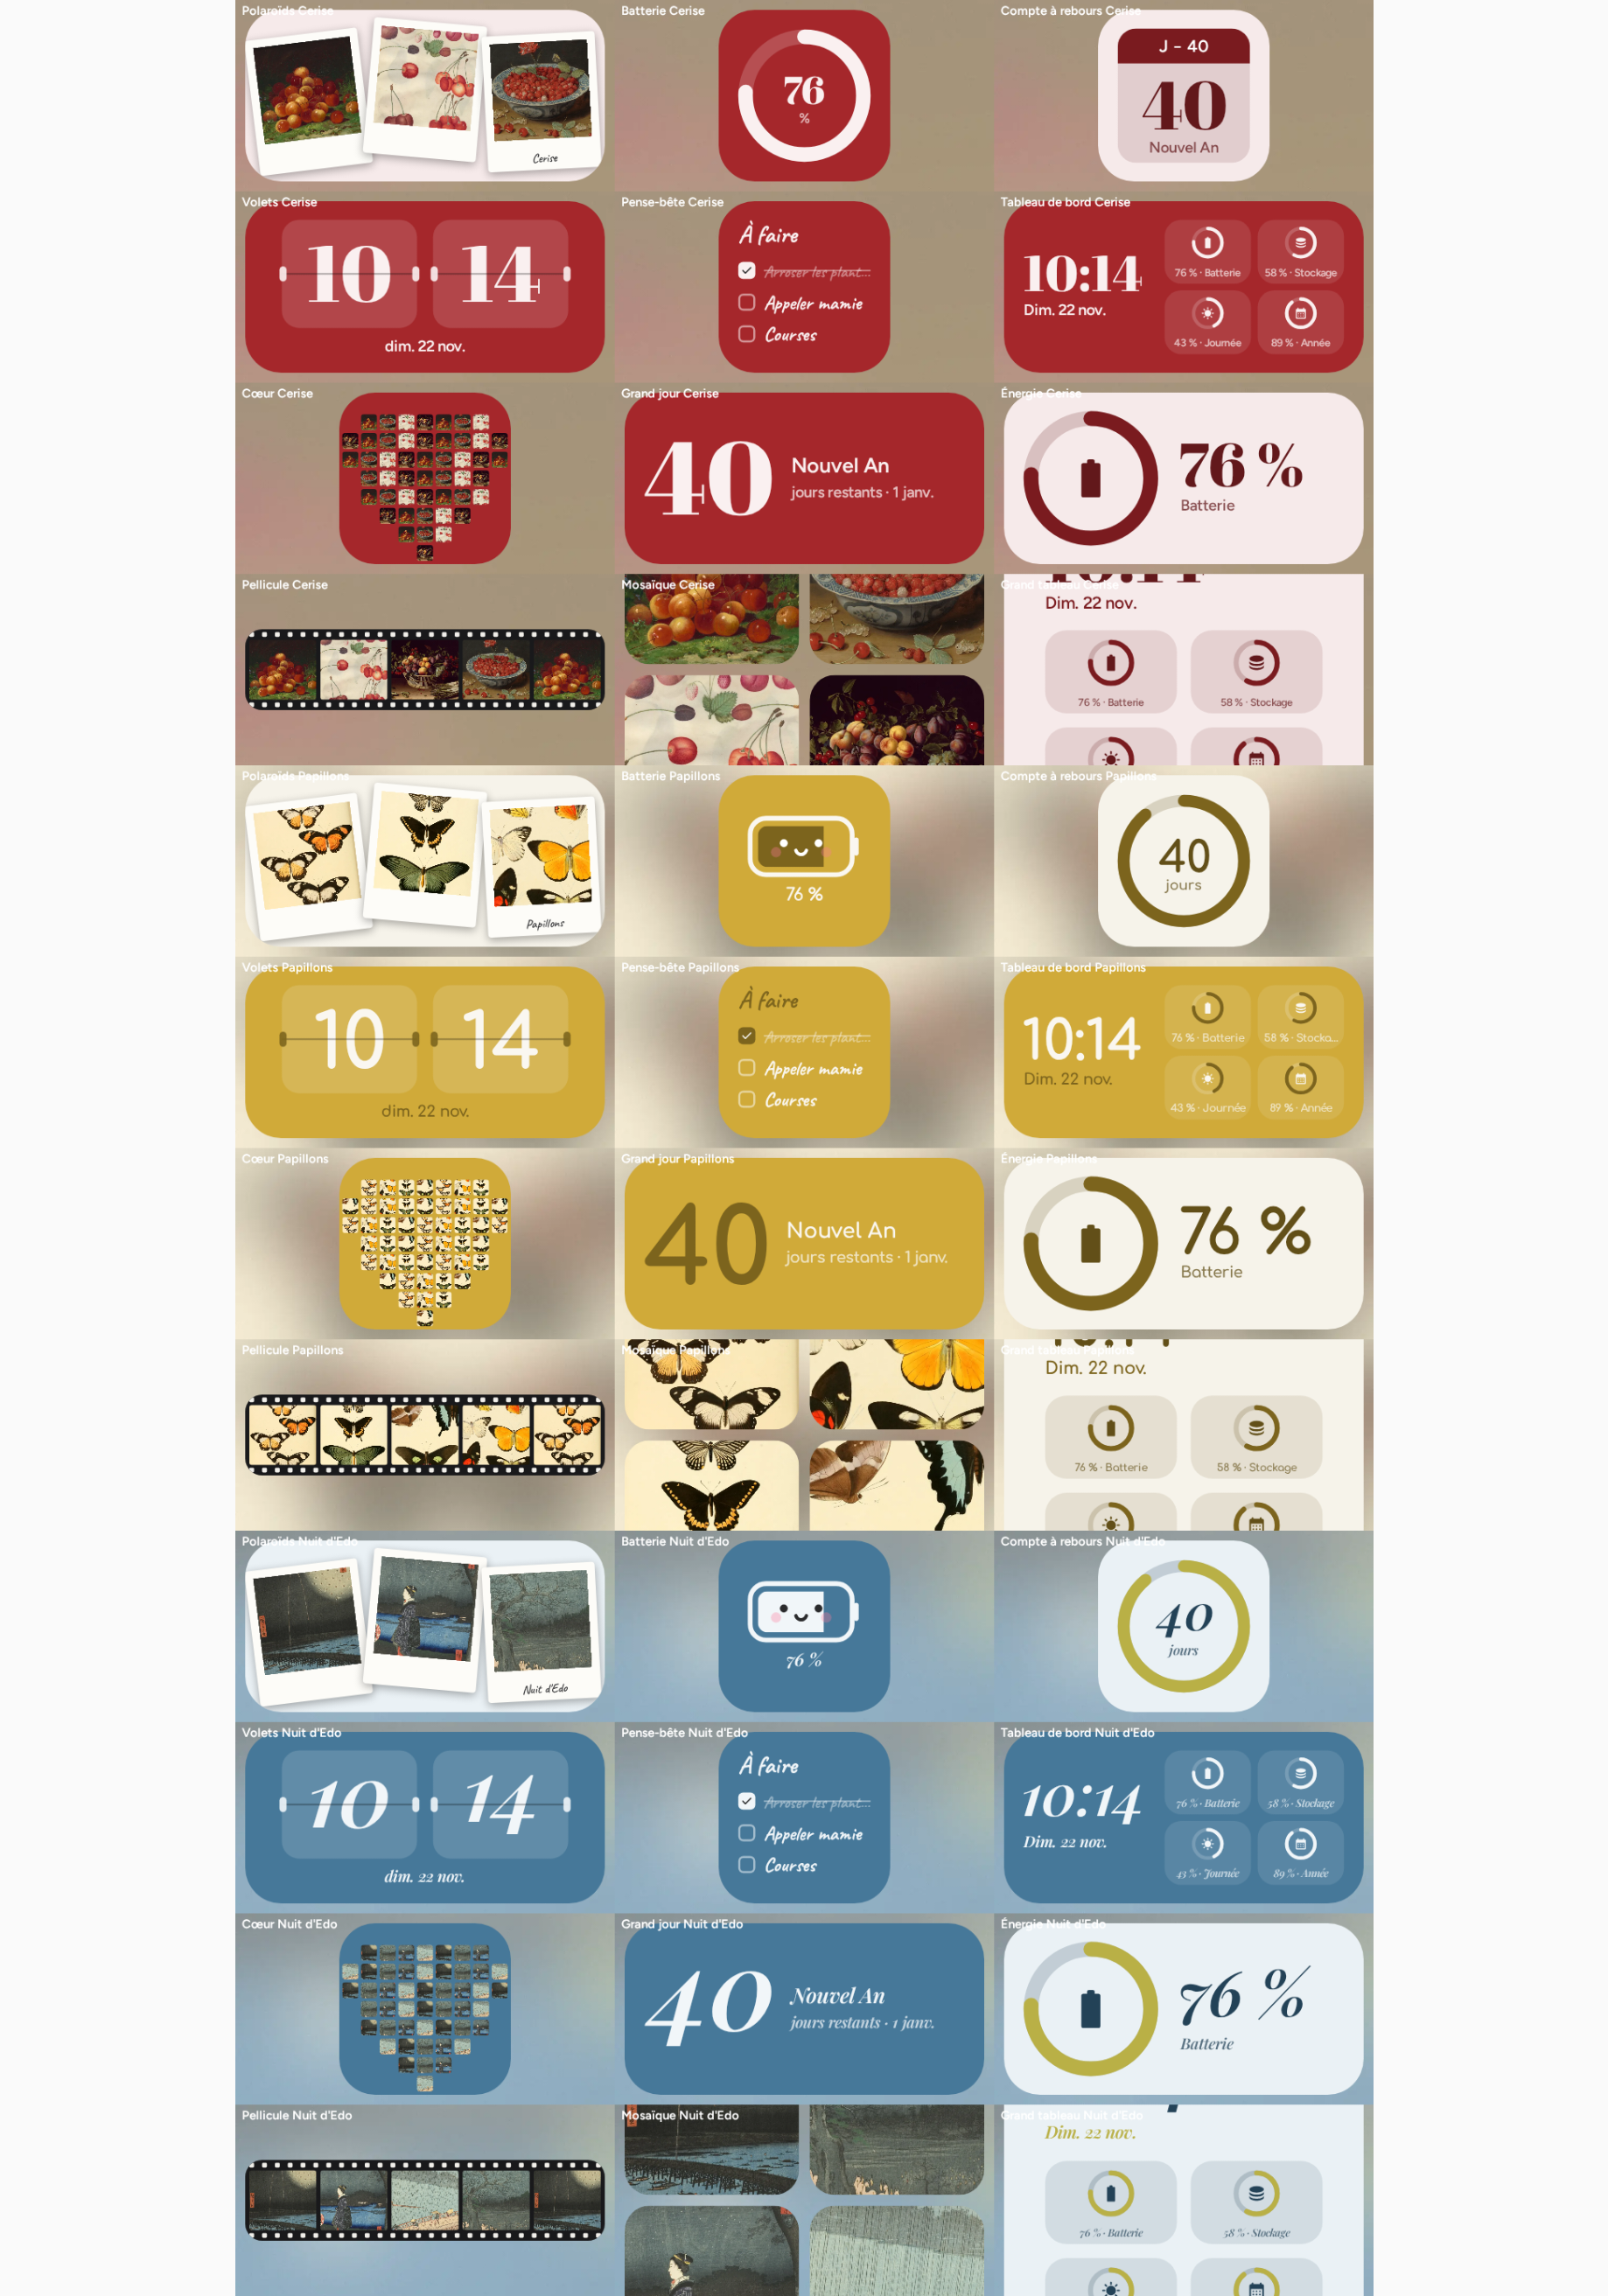 Polaroïds Cerise
Cerise
Batterie Cerise
76
%
Compte à rebours Cerise
J – 40
40
Nouvel An
Volets Cerise
10 14
dim. 22 nov.
Pense-bête Cerise
À faire
Arroser les plant...
Appeler mamie
Courses
Tableau de bord Cerise
10:14
Dim. 22 nov.
76 % · Batterie
58 % · Stockage
43 % · Journée
89 % · Année
Cœur Cerise
Grand jour Cerise
40
Nouvel An
jours restants · 1 janv.
Énergie Cerise
76 %
Batterie
Pellicule Cerise
Mosaïque Cerise
Grand tableau Cerise
Dim. 22 nov.
76 % · Batterie
58 % · Stockage
Polaroïds Papillons
Papillons
Batterie Papillons
76 %
Compte à rebours Papillons
40
jours
Volets Papillons
10 14
dim. 22 nov.
Pense-bête Papillons
À faire
Arroser les plant...
Appeler mamie
Courses
Tableau de bord Papillons
10:14
Dim. 22 nov.
76 % · Batterie
58 % · Stocka...
43 % · Journée
89 % · Année
Cœur Papillons
Grand jour Papillons
40
Nouvel An
jours restants · 1 janv.
Énergie Papillons
76 %
Batterie
Pellicule Papillons
Mosaïque Papillons
Grand tableau Papillons
Dim. 22 nov.
76 % · Batterie
58 % · Stockage
Polaroïds Nuit d'Edo
Nuit d'Edo
Batterie Nuit d'Edo
76 %
Compte à rebours Nuit d'Edo
40
jours
Volets Nuit d'Edo
10 14
dim. 22 nov.
Pense-bête Nuit d'Edo
À faire
Arroser les plant...
Appeler mamie
Courses
Tableau de bord Nuit d'Edo
10:14
Dim. 22 nov.
76 % · Batterie
58 % · Stockage
43 % · Journée
89 % · Année
Cœur Nuit d'Edo
Grand jour Nuit d'Edo
40
Nouvel An
jours restants · 1 janv.
Énergie Nuit d'Edo
76 %
Batterie
Pellicule Nuit d'Edo
Mosaïque Nuit d'Edo
Grand tableau Nuit d'Edo
Dim. 22 nov.
76 % · Batterie
58 % · Stockage